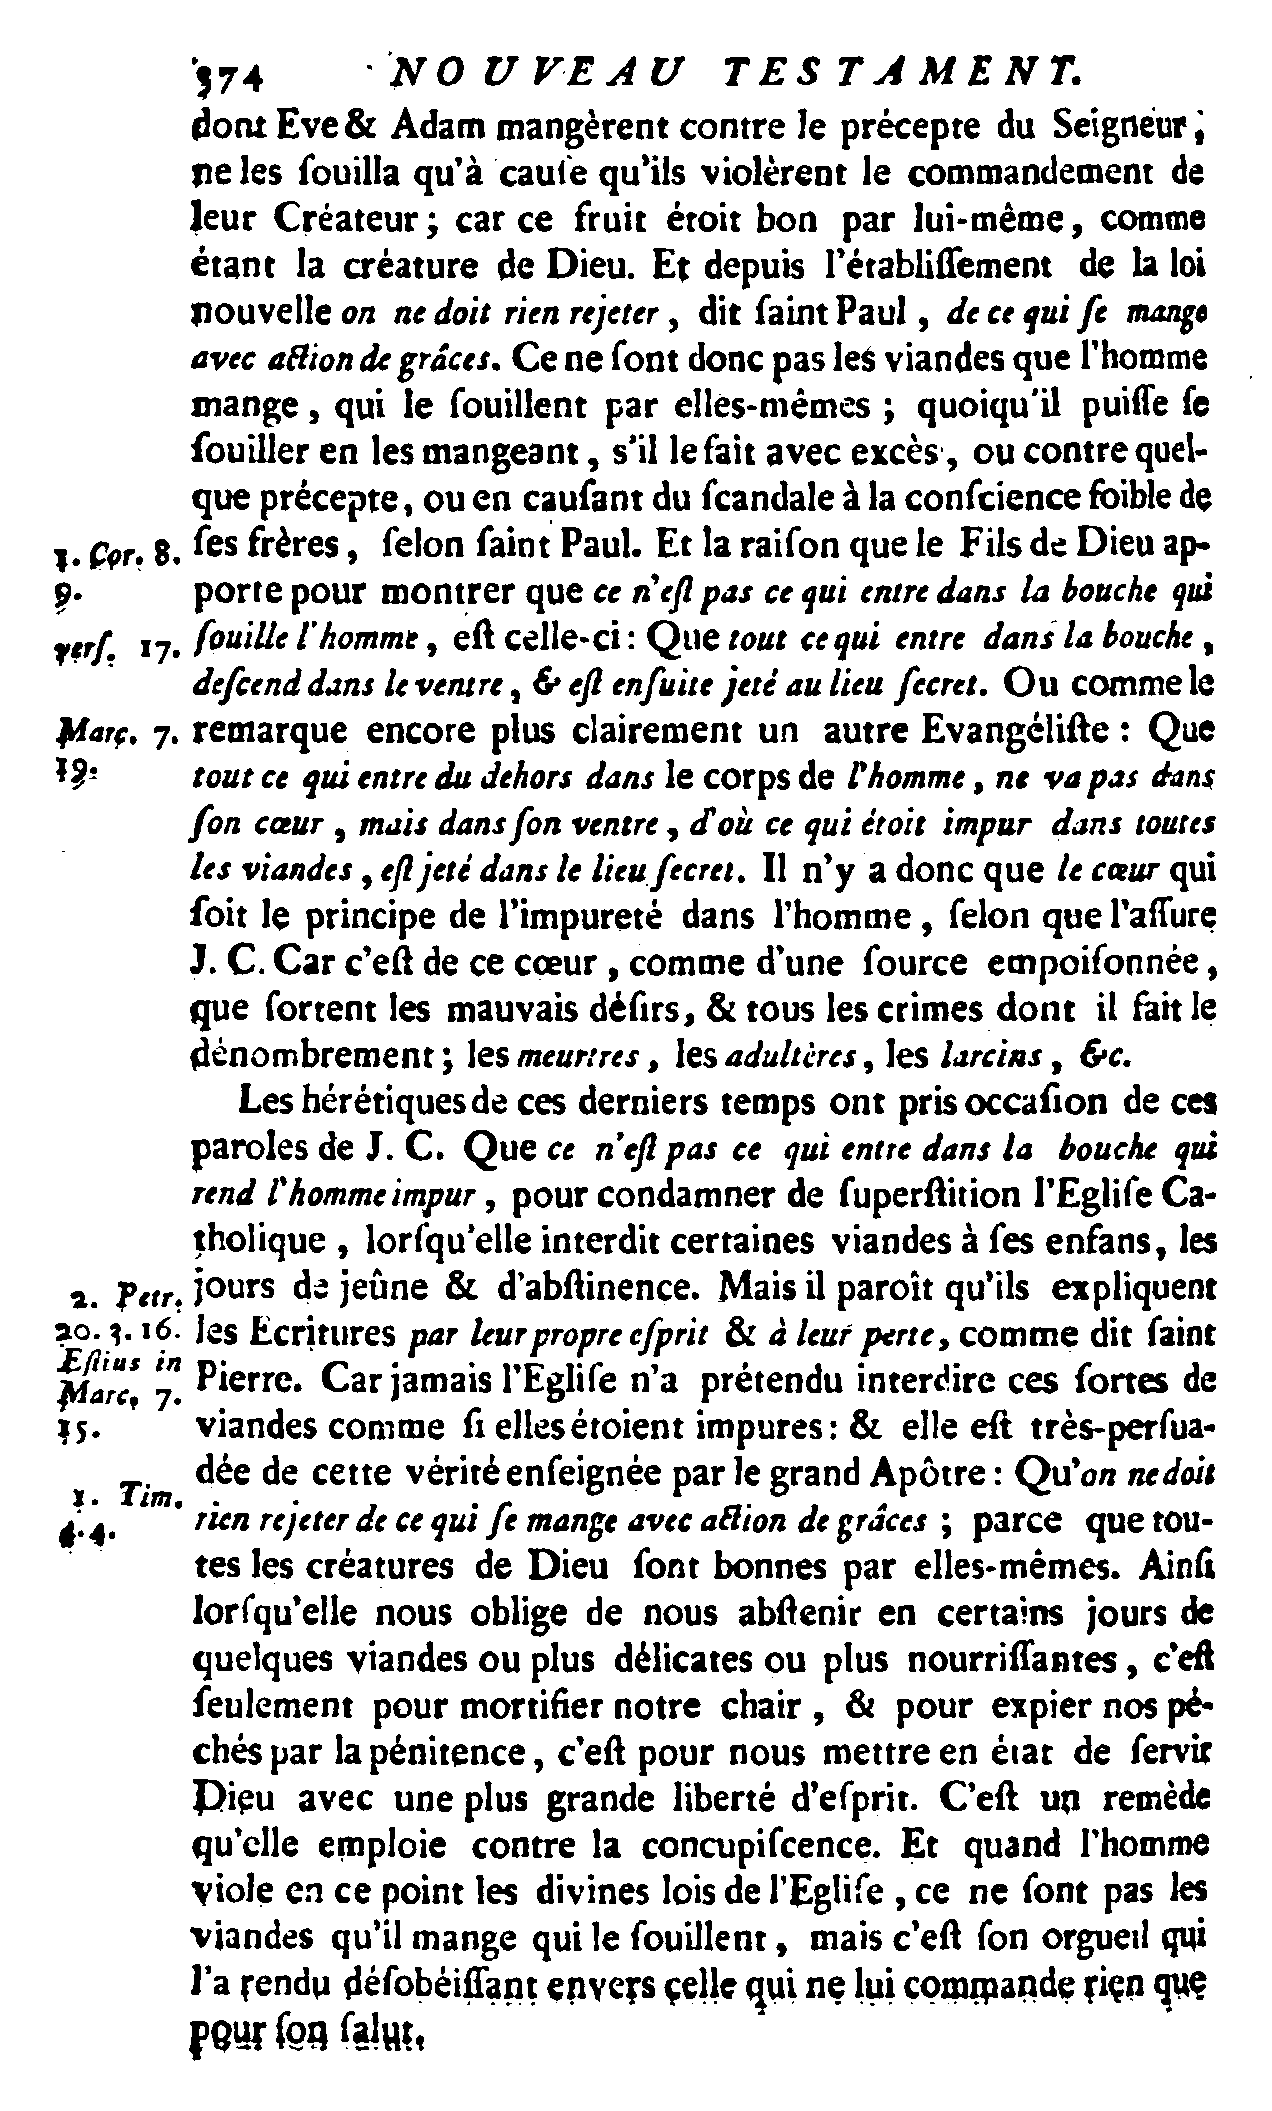 374 NOUVEAU TESTAMENT.
dont Eve & Adam mangèrent contre le précepte du Seigneur,
ne les ſouilla qu'à cauſe qu'ils violèrent le commandement de
leur Créateur ; car ce fruit étoit bon par lui-même, comme
étant la créature de Dieu. Et depuis l'établiſſement de la loi
nouvelle on ne doit rien rejeter, dit ſaint Paul, de ce qui ſe mange
avec action de grâces. Ce ne ſont donc pas les viandes que l'homme
mange, qui le ſouillent par elles-mêmes ; quoiqu'il puiſſe ſe
ſouiller en les mangeant, s'il le fait avec excès, ou contre quel-
que précepte, ou en cauſant du ſcandale à la conſcience foible de
1. Cor. 8. ſes frères, ſelon ſaint Paul. Et la raiſon que le Fils de Dieu ap-
9. porte pour montrer que ce n'eſt pas ce qui entre dans la bouche qui
verſ. 17. ſouille l'homme, eſt celle-ci : Que tout ce qui entre dans la bouche,
deſcend dans le ventre, & eſt enſuite jeté au lieu ſecret. Ou comme le
Marc. 7. remarque encore plus clairement un autre Evangéliſte : Que
19. tout ce qui entre du dehors dans le corps de l'homme, ne va pas dans
ſon cœur, mais dans ſon ventre, d'où ce qui étoit impur dans toutes
les viandes, eſt jeté dans le lieu ſecret. Il n'y a donc que le cœur qui
ſoit le principe de l'impureté dans l'homme, ſelon que l'aſſure
J. C. Car c'eſt de ce cœur, comme d'une ſource empoiſonnée,
que ſortent les mauvais déſirs, & tous les crimes dont il fait le
dénombrement ; les meurtres, les adultères, les larcins, &c.
Les hérétiques de ces derniers temps ont pris occaſion de ces
paroles de J. C. Que ce n'eſt pas ce qui entre dans la bouche qui
rend l'homme impur, pour condamner de ſuperſtition l'Egliſe Ca-
tholique, lorſqu'elle interdit certaines viandes à ſes enfans, les
2. Petr. jours de jeûne & d'abſtinence. Mais il paroît qu'ils expliquent
20. 3. 16. les Ecritures par leur propre eſprit & à leur perte, comme dit ſaint
Eſtius in
Marc. 7. Pierre. Car jamais l'Egliſe n'a prétendu interdire ces ſortes de
15. viandes comme ſi elles étoient impures : & elle eſt très-perſua-
dée de cette vérité enſeignée par le grand Apôtre : Qu'on ne doit
1. Tim.
4. 4. rien rejeter de ce qui ſe mange avec action de grâces ; parce que tou-
tes les créatures de Dieu ſont bonnes par elles-mêmes. Ainſi
lorſqu'elle nous oblige de nous abſtenir en certains jours de
quelques viandes ou plus délicates ou plus nourriſſantes, c'eſt
ſeulement pour mortifier notre chair, & pour expier nos pé-
chés par la pénitence, c'eſt pour nous mettre en état de ſervir
Dieu avec une plus grande liberté d'eſprit. C'eſt un remède
qu'elle emploie contre la concupiſcence. Et quand l'homme
viole en ce point les divines lois de l'Egliſe, ce ne ſont pas les
viandes qu'il mange qui le ſouillent, mais c'eſt ſon orgueil qui
l'a rendu déſobéiſſant envers celle qui ne lui commande rien que
pour ſon ſalut.